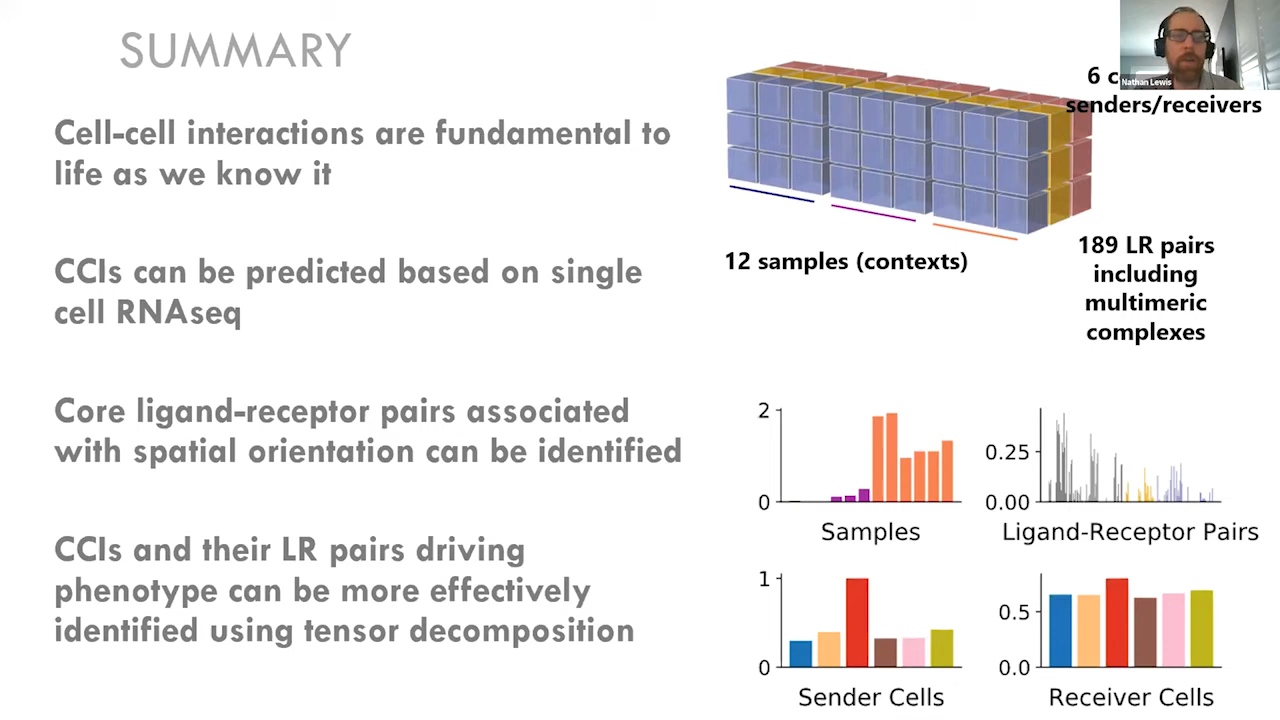 SUMMARY
Cell-cell interactions are fundamental to
life as we know it
CCIs can be predicted based on single
cell RNAseq
Core ligand-receptor pairs associated
with spatial orientation can be identified
CCIs and their LR pairs driving
phenotype can be more effectively
identified using tensor decomposition
Nathan Lewis
6 c
senders/receivers
12 samples (contexts)
189 LR pairs
including
multimeric
complexes
2
0
Samples
0.25
0.00
Ligand-Receptor Pairs
1
0
Sender Cells
0.5
0.0
Receiver Cells